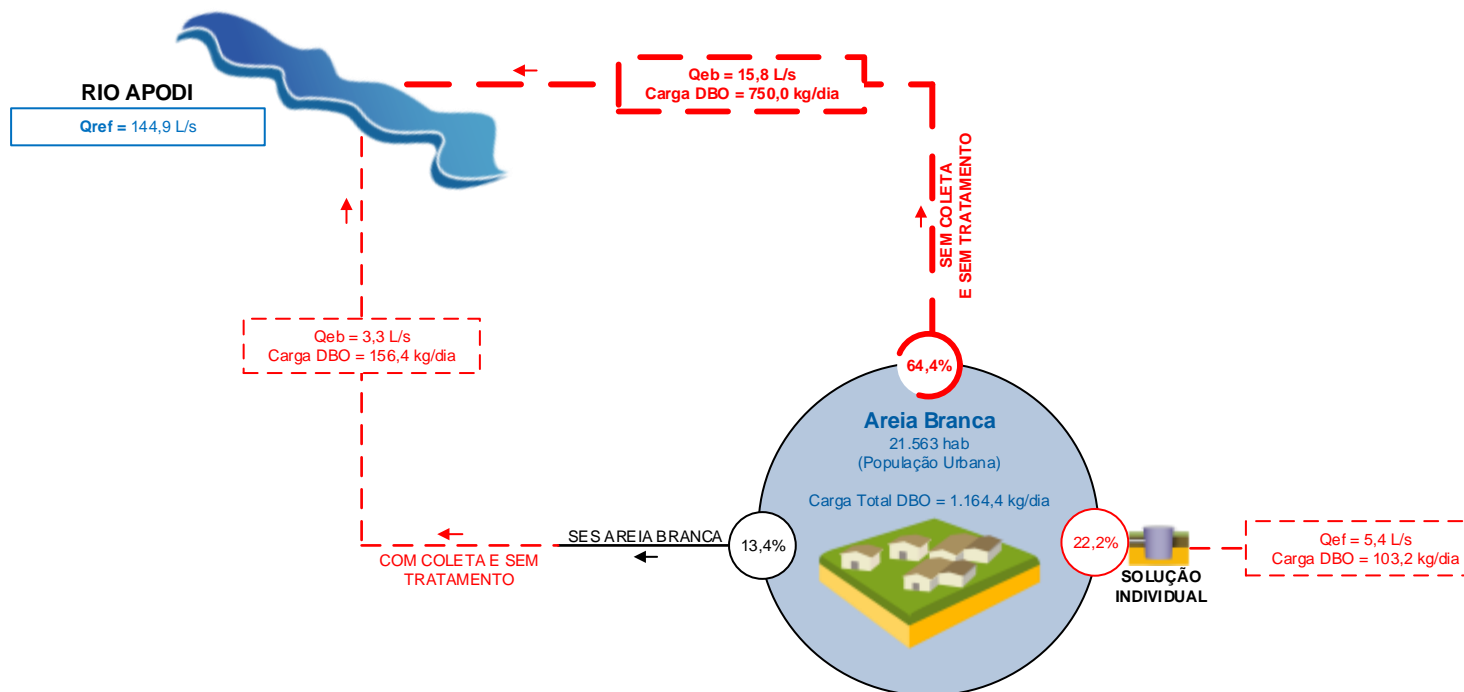 RIO APODI
Qref = 144,9 L/s
Qeb = 15,8 L/s
Carga DBO = 750,0 kg/dia
SEM COLETA
E SEM TRATAMENTO
Qeb = 3,3 L/s
Carga DBO = 156,4 kg/dia
64,4%
Areia Branca
21.563 hab
(População Urbana)
Carga Total DBO = 1.164,4 kg/dia
SES AREIA BRANCA
13,4%
COM COLETA E SEM
TRATAMENTO
22,2%
SOLUÇÃO
INDIVIDUAL
Qef = 5,4 L/s
Carga DBO = 103,2 kg/dia